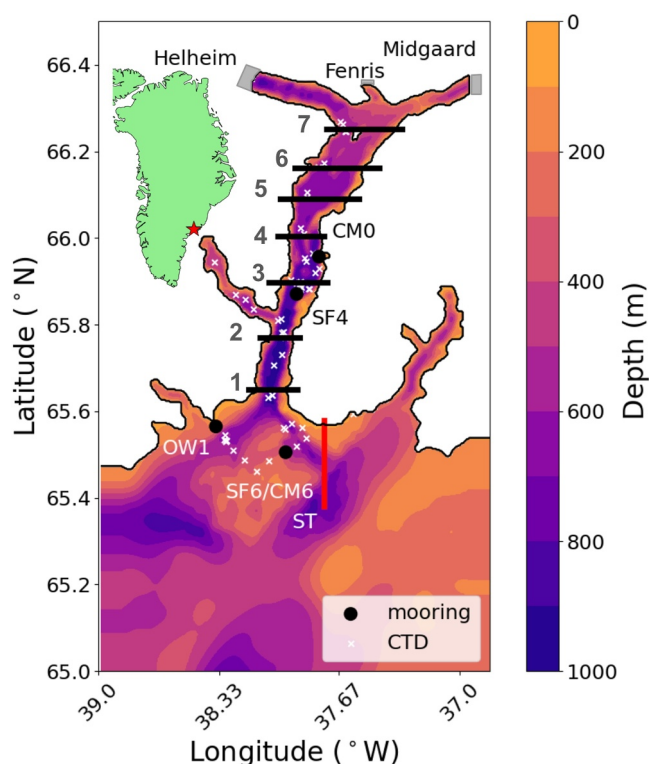 Helheim
Midgaard
Fenris
66.4
66.2
66.0
65.8
65.6
65.4
65.2
65.0
Latitude (°N)
7
6
5
4
3
2
1
CM0
SF4
OW1
SF6/CM6
ST
mooring
CTD
39.0
38.33
37.67
37.0
Longitude (°W)
0
200
400
600
800
1000
Depth (m)